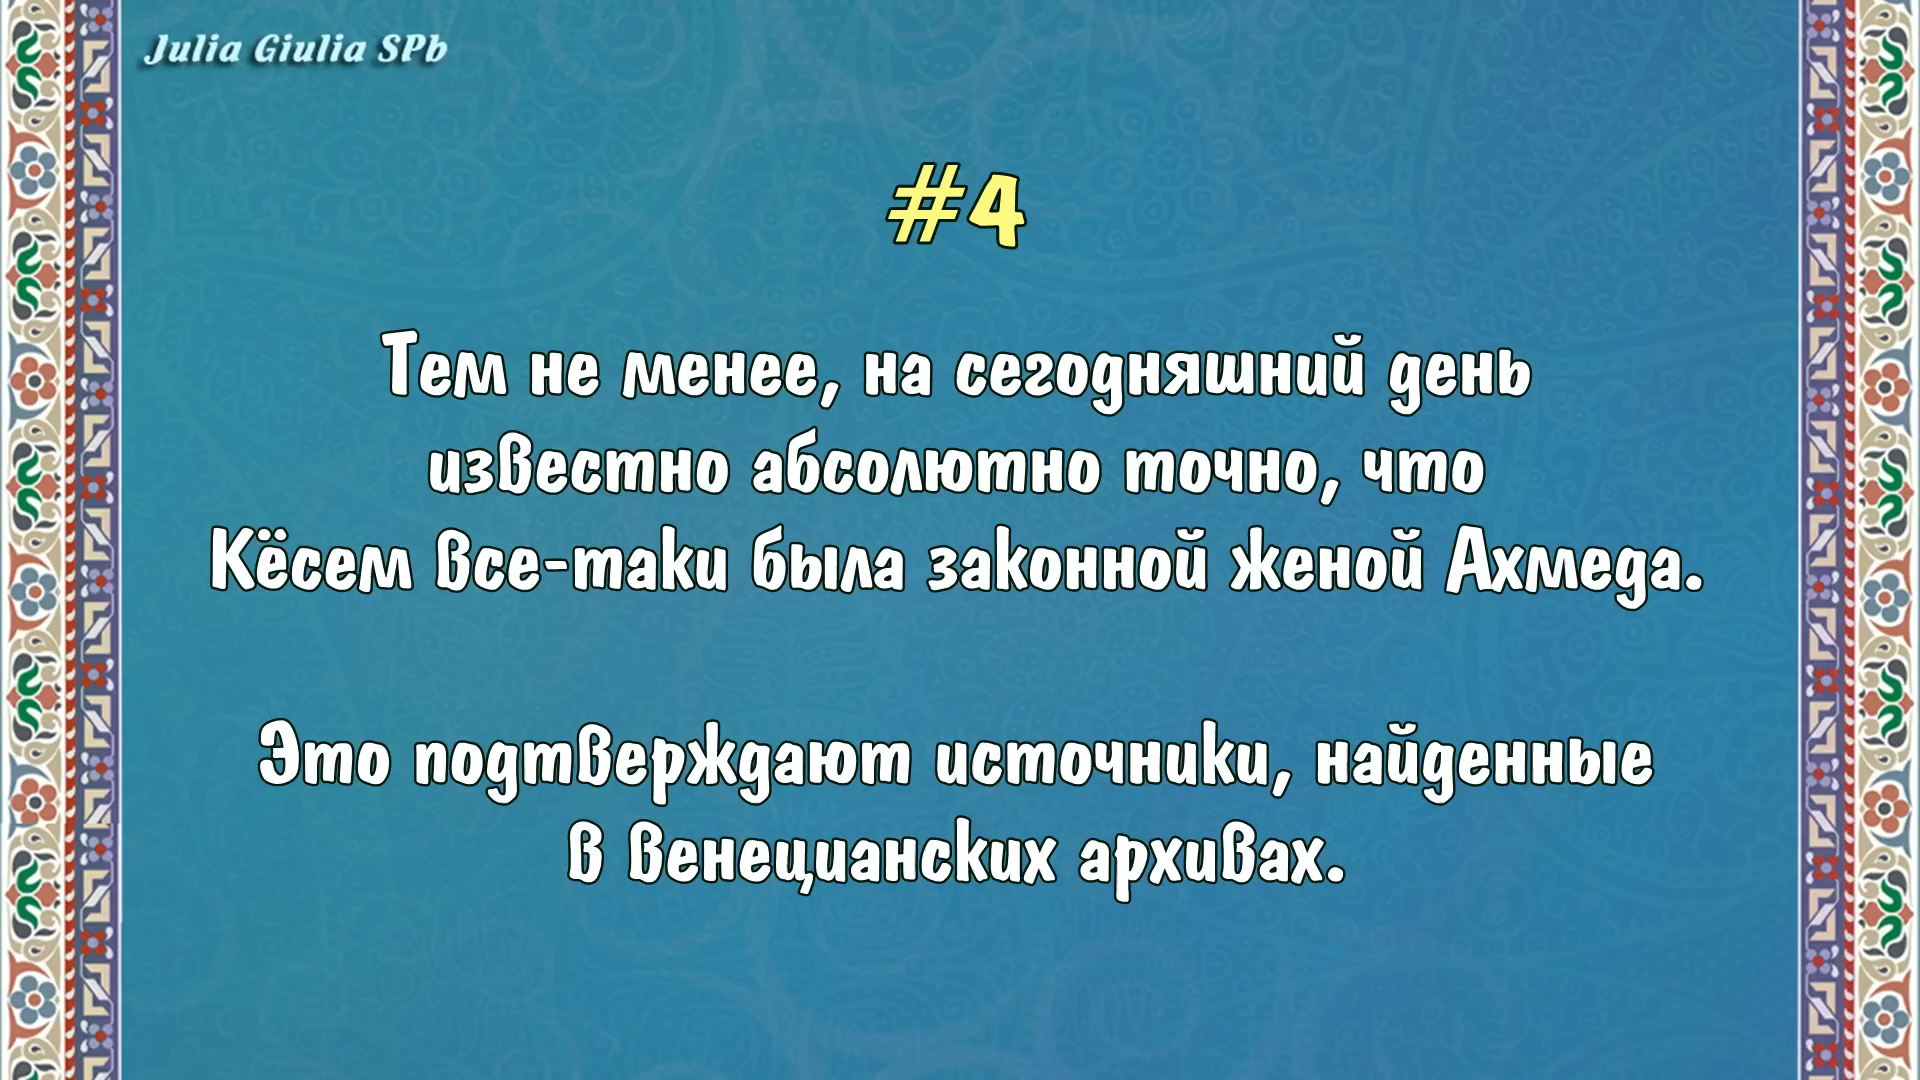 Julia Giulia SPb
#4
Тем не менее, на сегодняшний день
известно абсолютно точно, что
Кёсем все-таки была законной женой Ахмеда.
Это подтверждают источники, найденные
в венецианских архивах.